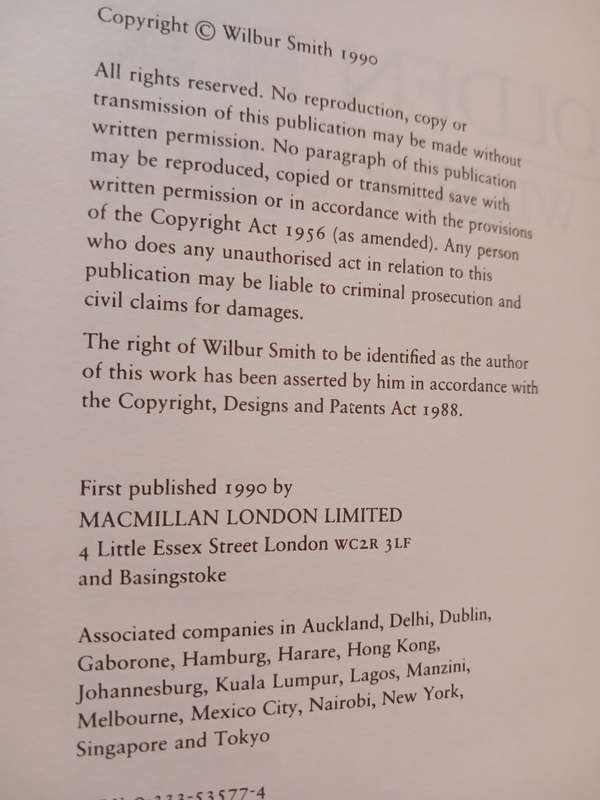 Copyright © Wilbur Smith 1990
All rights reserved. No reproduction, copy or
transmission of this publication may be made without
written permission. No paragraph of this publication
may be reproduced, copied or transmitted save with
written permission or in accordance with the provisions
of the Copyright Act 1956 (as amended). Any person
who does any unauthorised act in relation to this
publication may be liable to criminal prosecution and
civil claims for damages.
The right of Wilbur Smith to be identified as the author
of this work has been asserted by him in accordance with
the Copyright, Designs and Patents Act 1988.
First published 1990 by
MACMILLAN LONDON LIMITED
4 Little Essex Street London WC2R 3LF
and Basingstoke
Associated companies in Auckland, Delhi, Dublin,
Gaborone, Hamburg, Harare, Hong Kong,
Johannesburg, Kuala Lumpur, Lagos, Manzini,
Melbourne, Mexico City, Nairobi, New York,
Singapore and Tokyo
0-333-53577-4